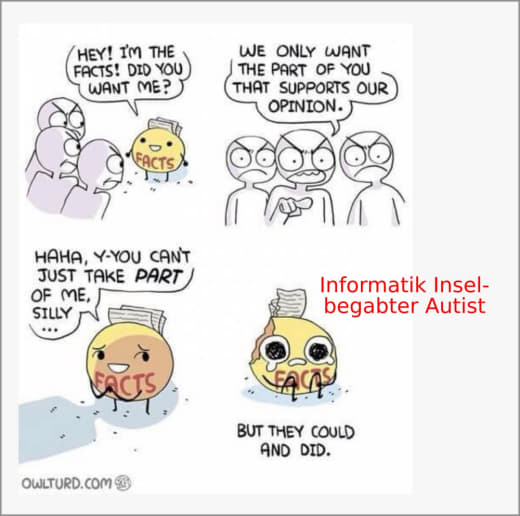 HEY! I'M THE
FACTS! DID YOU
WANT ME?
FACTS
WE ONLY WANT
THE PART OF YOU
THAT SUPPORTS OUR
OPINION.
HAHA, Y-YOU CAN'T
JUST TAKE PART
OF ME,
SILLY
...
FACTS
Informatik Insel-
begabter Autist
FACTS
BUT THEY COULD
AND DID.
OWLTURD.COM